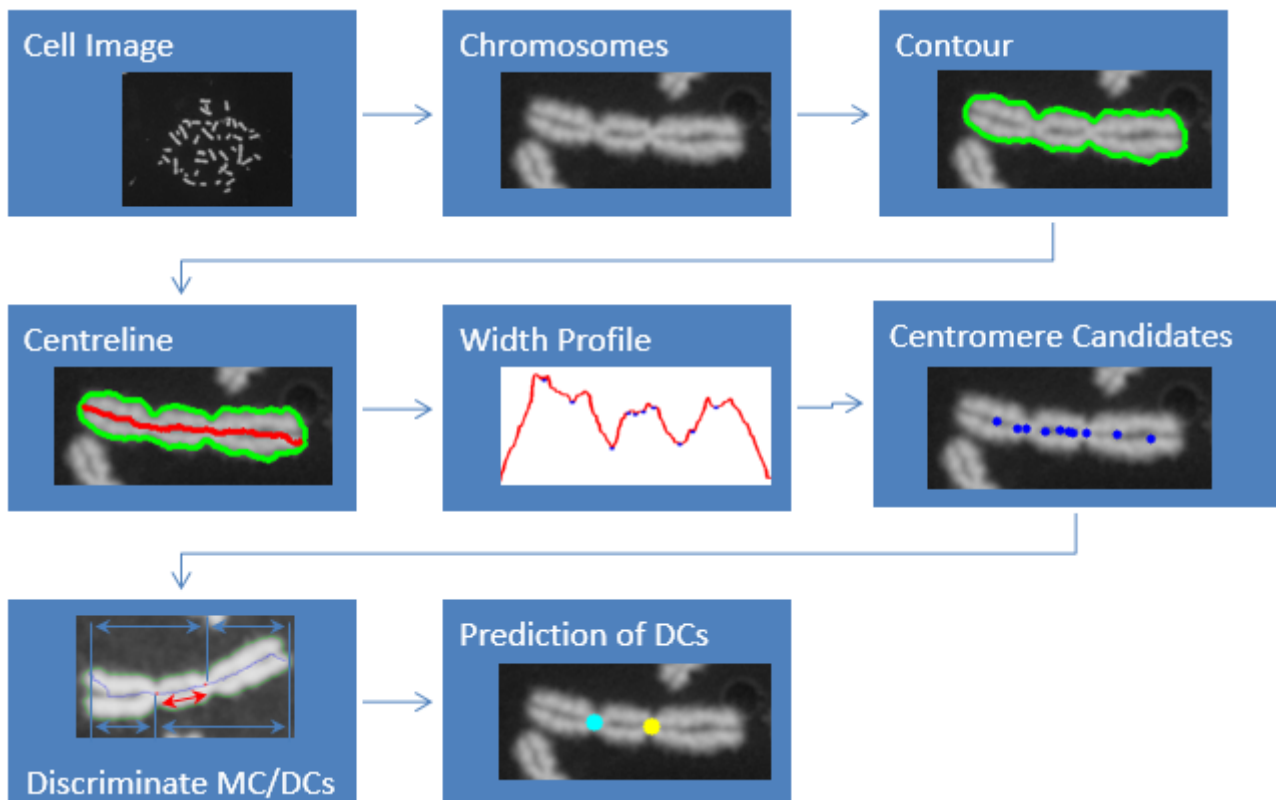 Cell Image
Chromosomes
Contour
Centreline
Width Profile
Centromere Candidates
Discriminate MC/DCs
Prediction of DCs